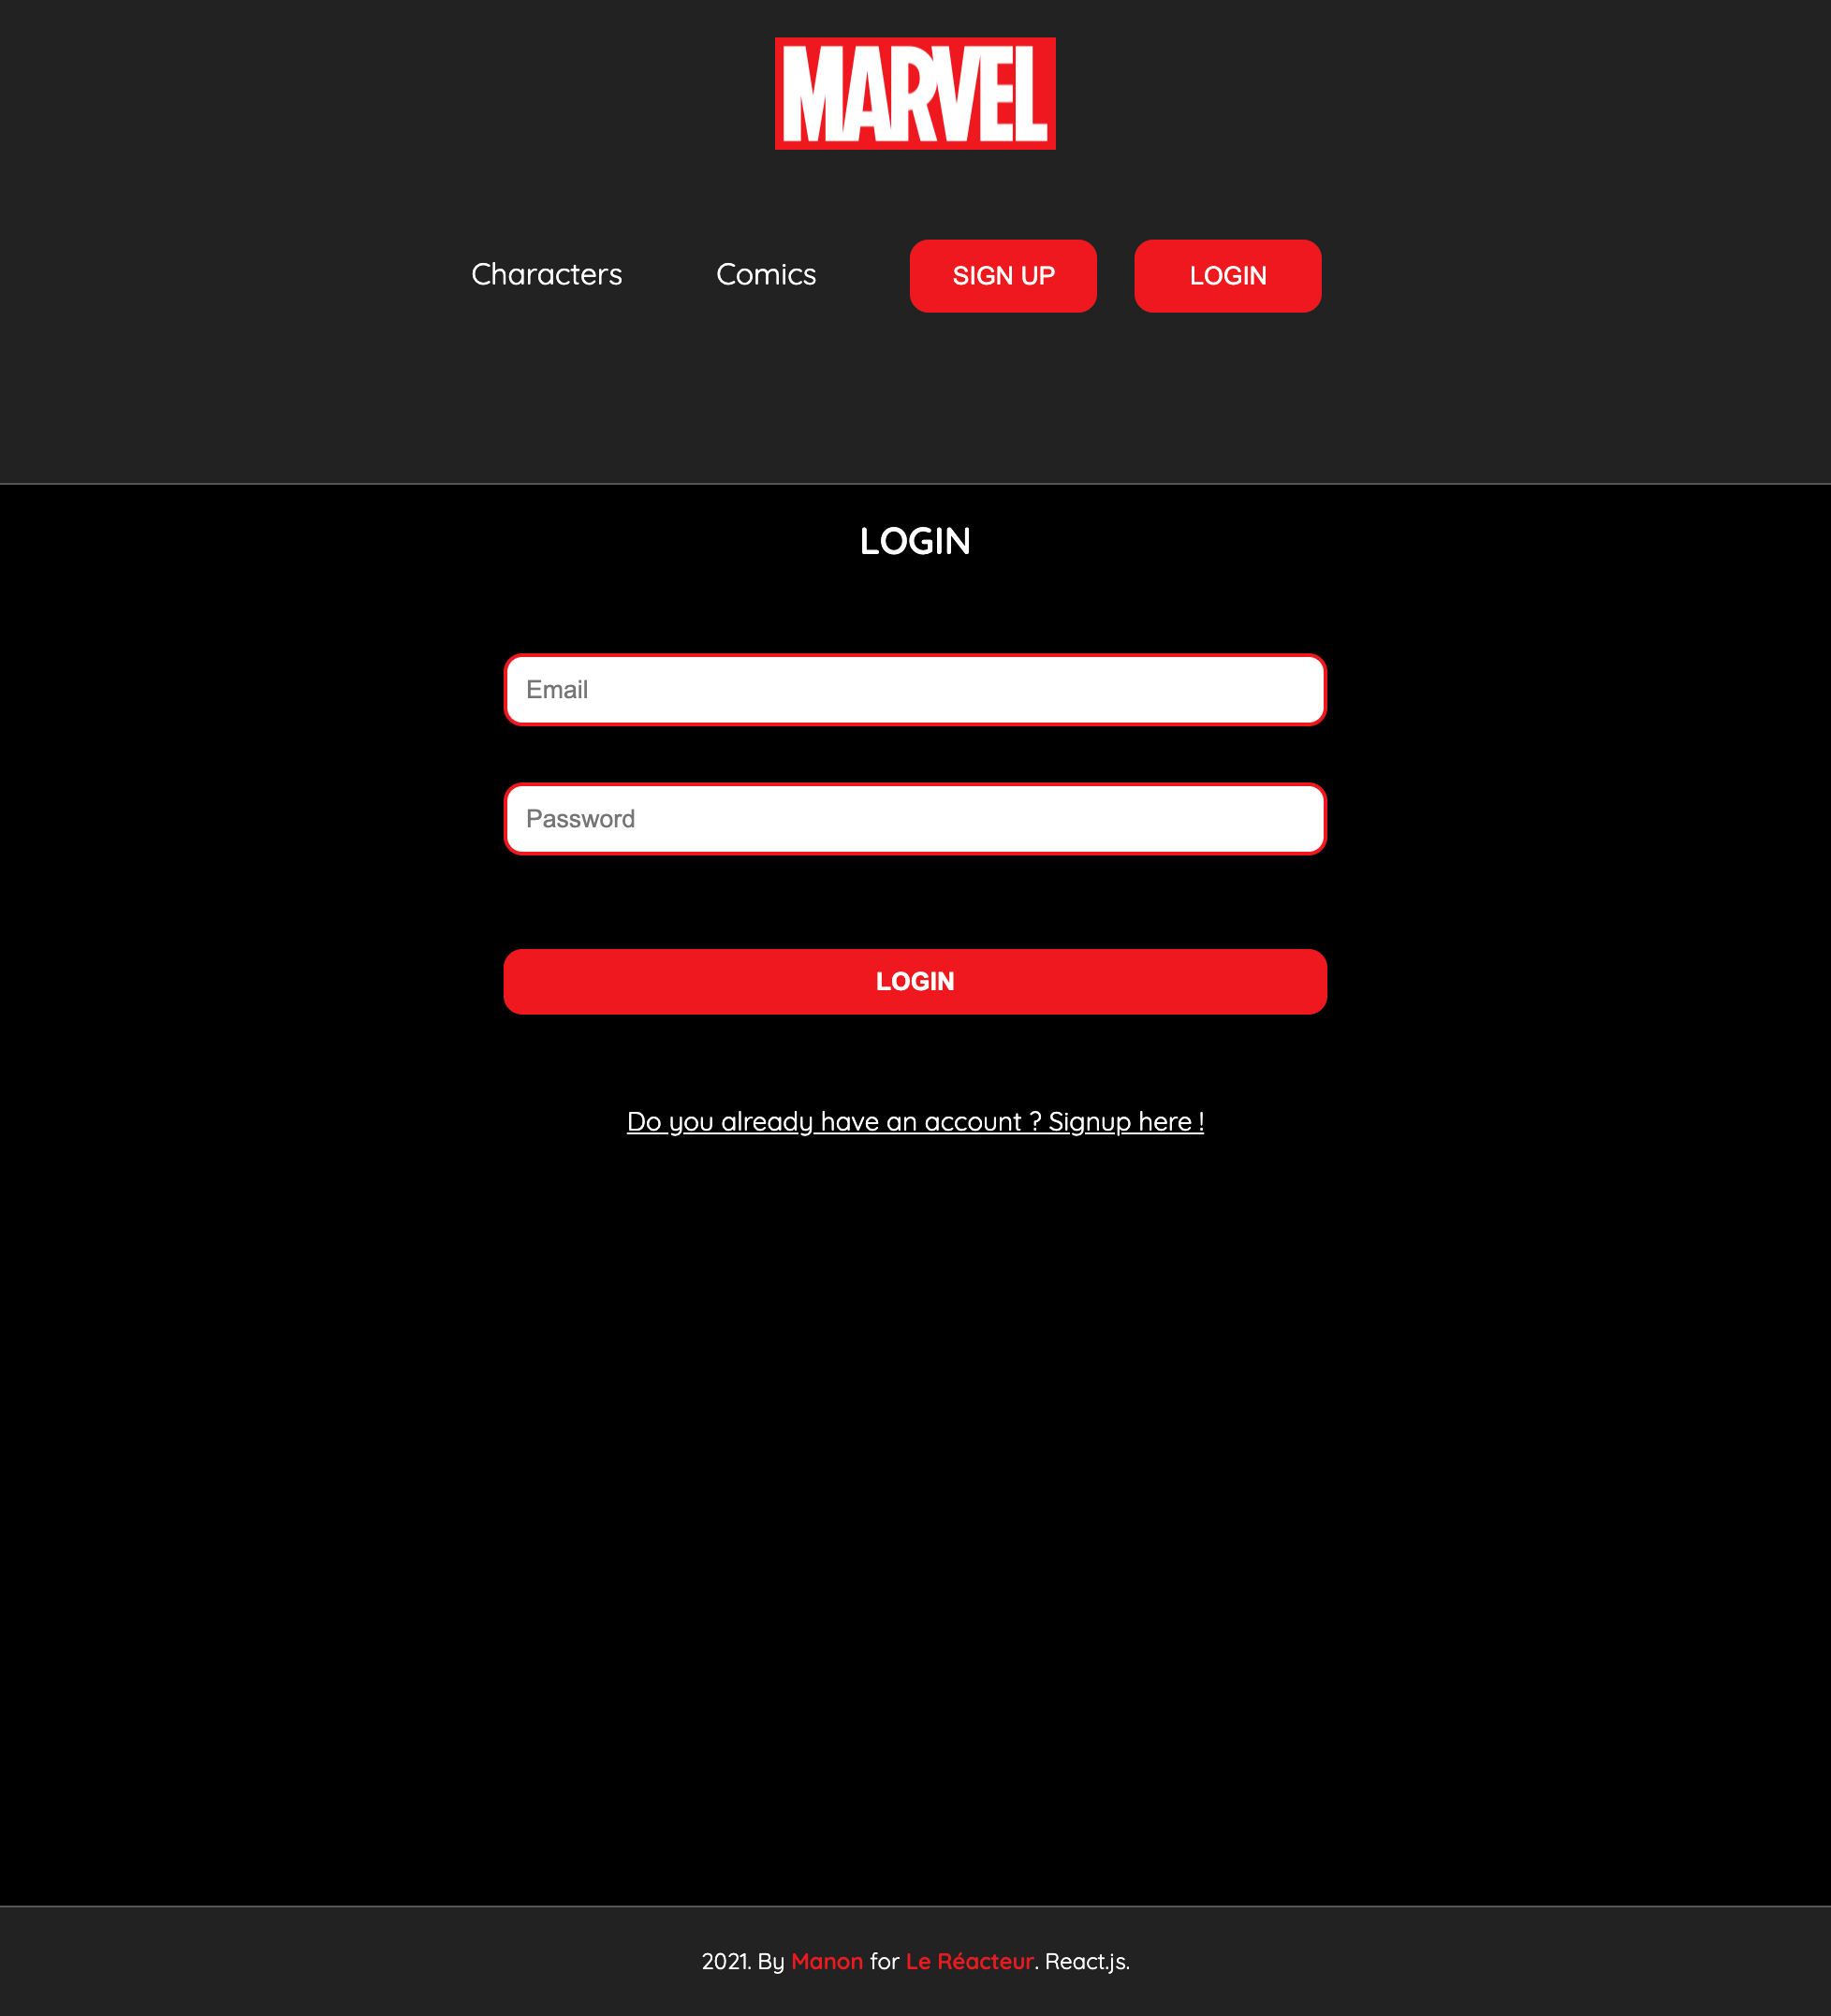 MARVEL
Characters Comics SIGN UP LOGIN
LOGIN
Email
Password
LOGIN
Do you already have an account ? Signup here !
2021. By Manon for Le Réacteur. React.js.